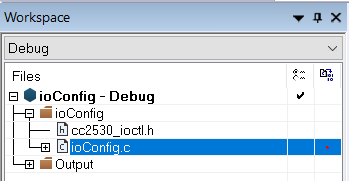 Workspace
Debug
Files
ioConfig - Debug
ioConfig
h cc2530_ioctl.h
c ioConfig.c
Output